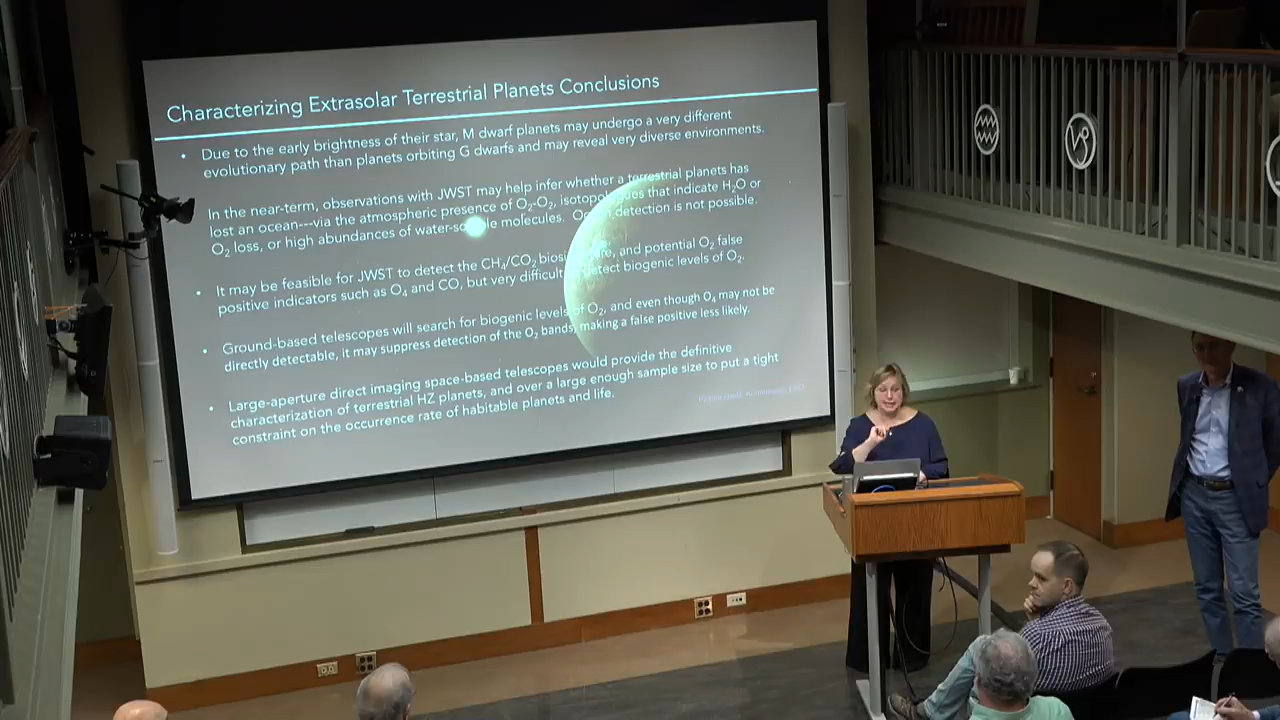 Characterizing Extrasolar Terrestrial Planets Conclusions
• Due to the early brightness of their star, M dwarf planets may undergo a very different
evolutionary path than planets orbiting G dwarfs and may reveal very diverse environments.
In the near-term, observations with JWST may help infer whether a terrestrial planet has
lost an ocean---via the atmospheric presence of O₂-O₂, isotopologues that indicate H₂O or
O₂ loss, or high abundances of water-soluble molecules. detection is not possible.
• It may be feasible for JWST to detect the CH₄/CO₂ biosignature, and potential O₂ false
positive indicators such as O₄ and CO, but very difficult detect biogenic levels of O₂.
• Ground-based telescopes will search for biogenic levels of O₂, and even though O₄ may not be
directly detectable, it may suppress detection of the O₂ bands, making a false positive less likely.
• Large-aperture direct imaging space-based telescopes would provide the definitive
characterization of terrestrial HZ planets, and over a large enough sample size to put a tight
constraint on the occurrence rate of habitable planets and life.